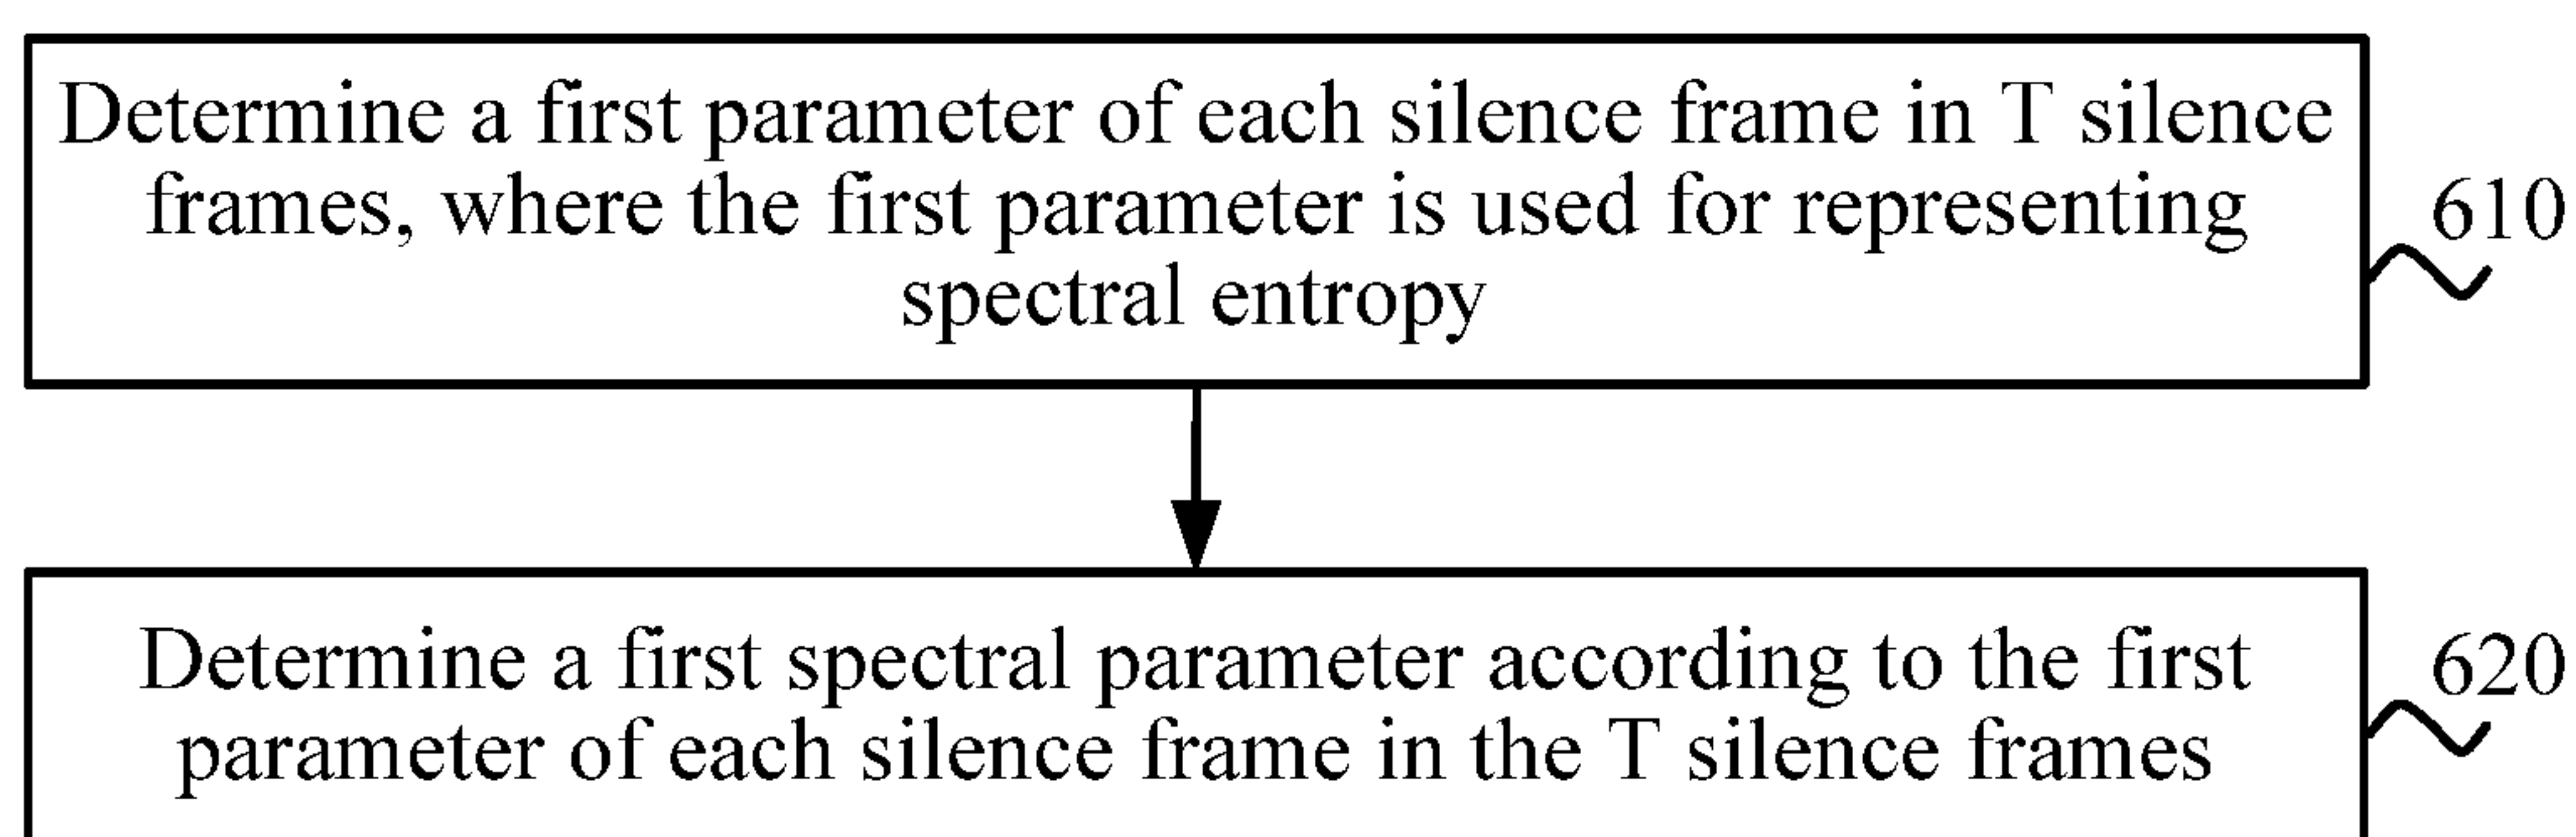 Determine a first parameter of each silence frame in T silence
frames, where the first parameter is used for representing
spectral entropy
610
Determine a first spectral parameter according to the first
parameter of each silence frame in the T silence frames
620